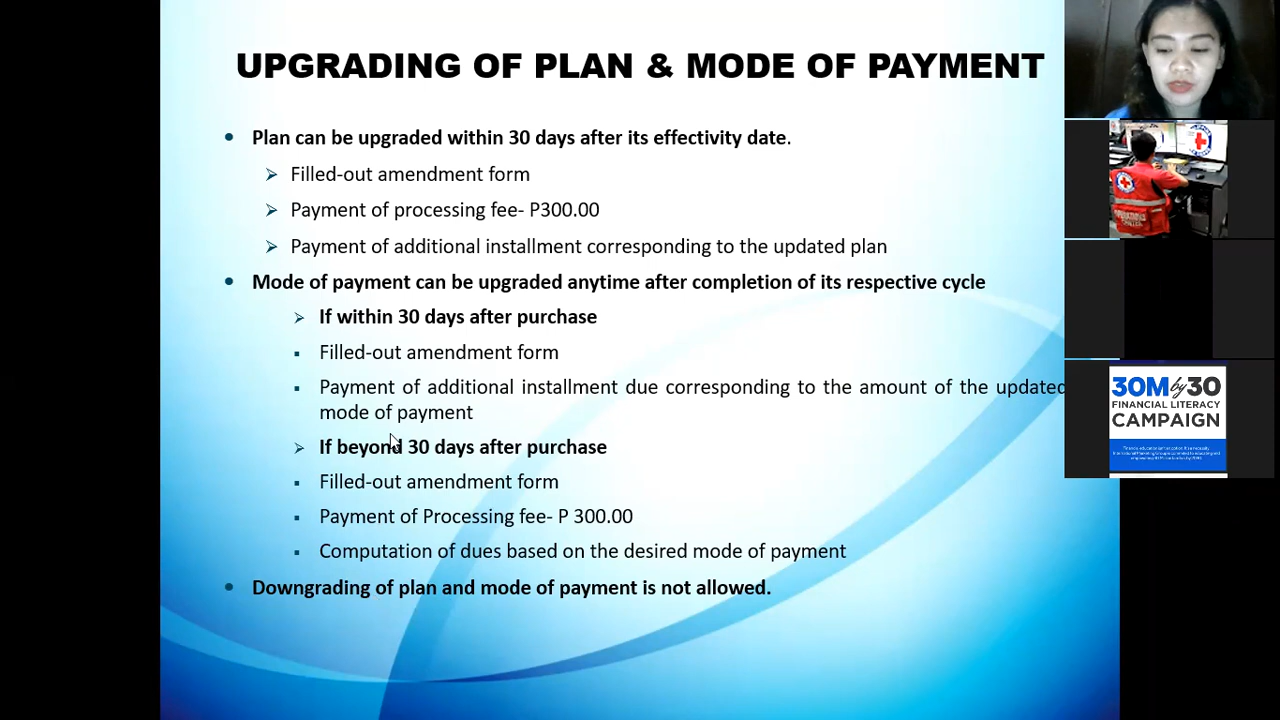 UPGRADING OF PLAN & MODE OF PAYMENT
• Plan can be upgraded within 30 days after its effectivity date.
➢ Filled-out amendment form
➢ Payment of processing fee- P300.00
➢ Payment of additional installment corresponding to the updated plan
• Mode of payment can be upgraded anytime after completion of its respective cycle
➢ If within 30 days after purchase
▪ Filled-out amendment form
▪ Payment of additional installment due corresponding to the amount of the updated
mode of payment
➢ If beyond 30 days after purchase
▪ Filled-out amendment form
▪ Payment of Processing fee- P 300.00
▪ Computation of dues based on the desired mode of payment
• Downgrading of plan and mode of payment is not allowed.
OPERATIONS
CENTER
30M by 30
FINANCIAL LITERACY
CAMPAIGN